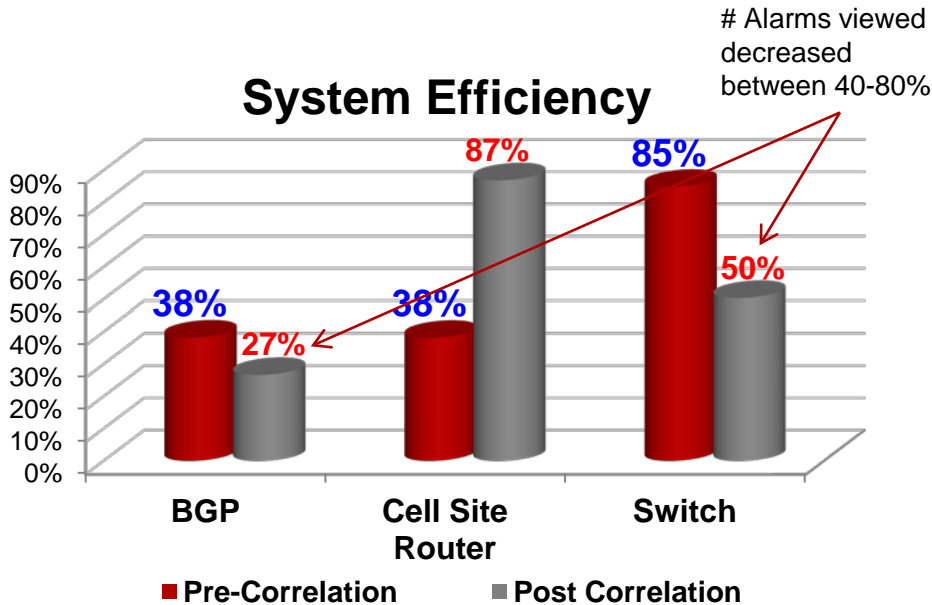 # Alarms viewed
decreased
between 40-80%
System Efficiency
90%
80%
70%
60%
50%
40%
30%
20%
10%
0%
38%
27%
38%
87%
85%
50%
BGP
Cell Site
Router
Switch
Pre-Correlation
Post Correlation